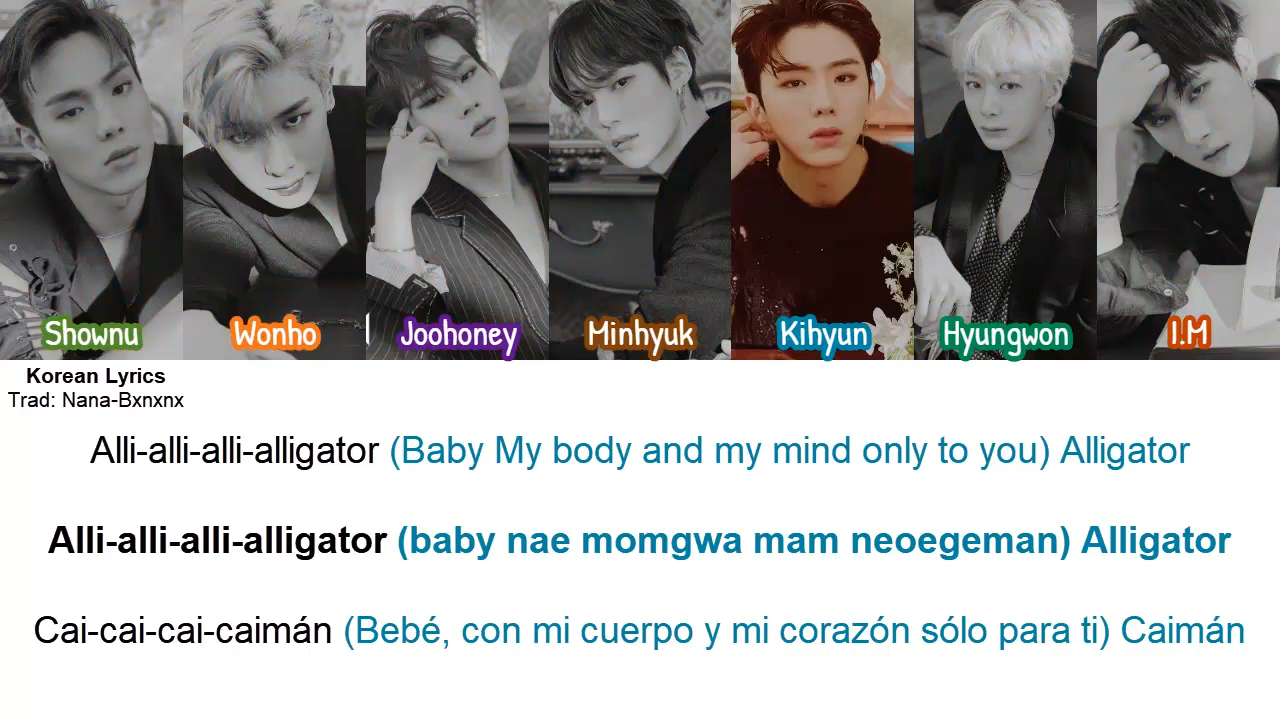 Shownu Wonho Joohoney Minhyuk Kihyun Hyungwon I.M
Korean Lyrics
Trad: Nana-Bxnxnx
Alli-alli-alli-alligator (Baby My body and my mind only to you) Alligator
Alli-alli-alli-alligator (baby nae momgwa mam neoegeman) Alligator
Cai-cai-cai-caimán (Bebé, con mi cuerpo y mi corazón sólo para ti) Caimán